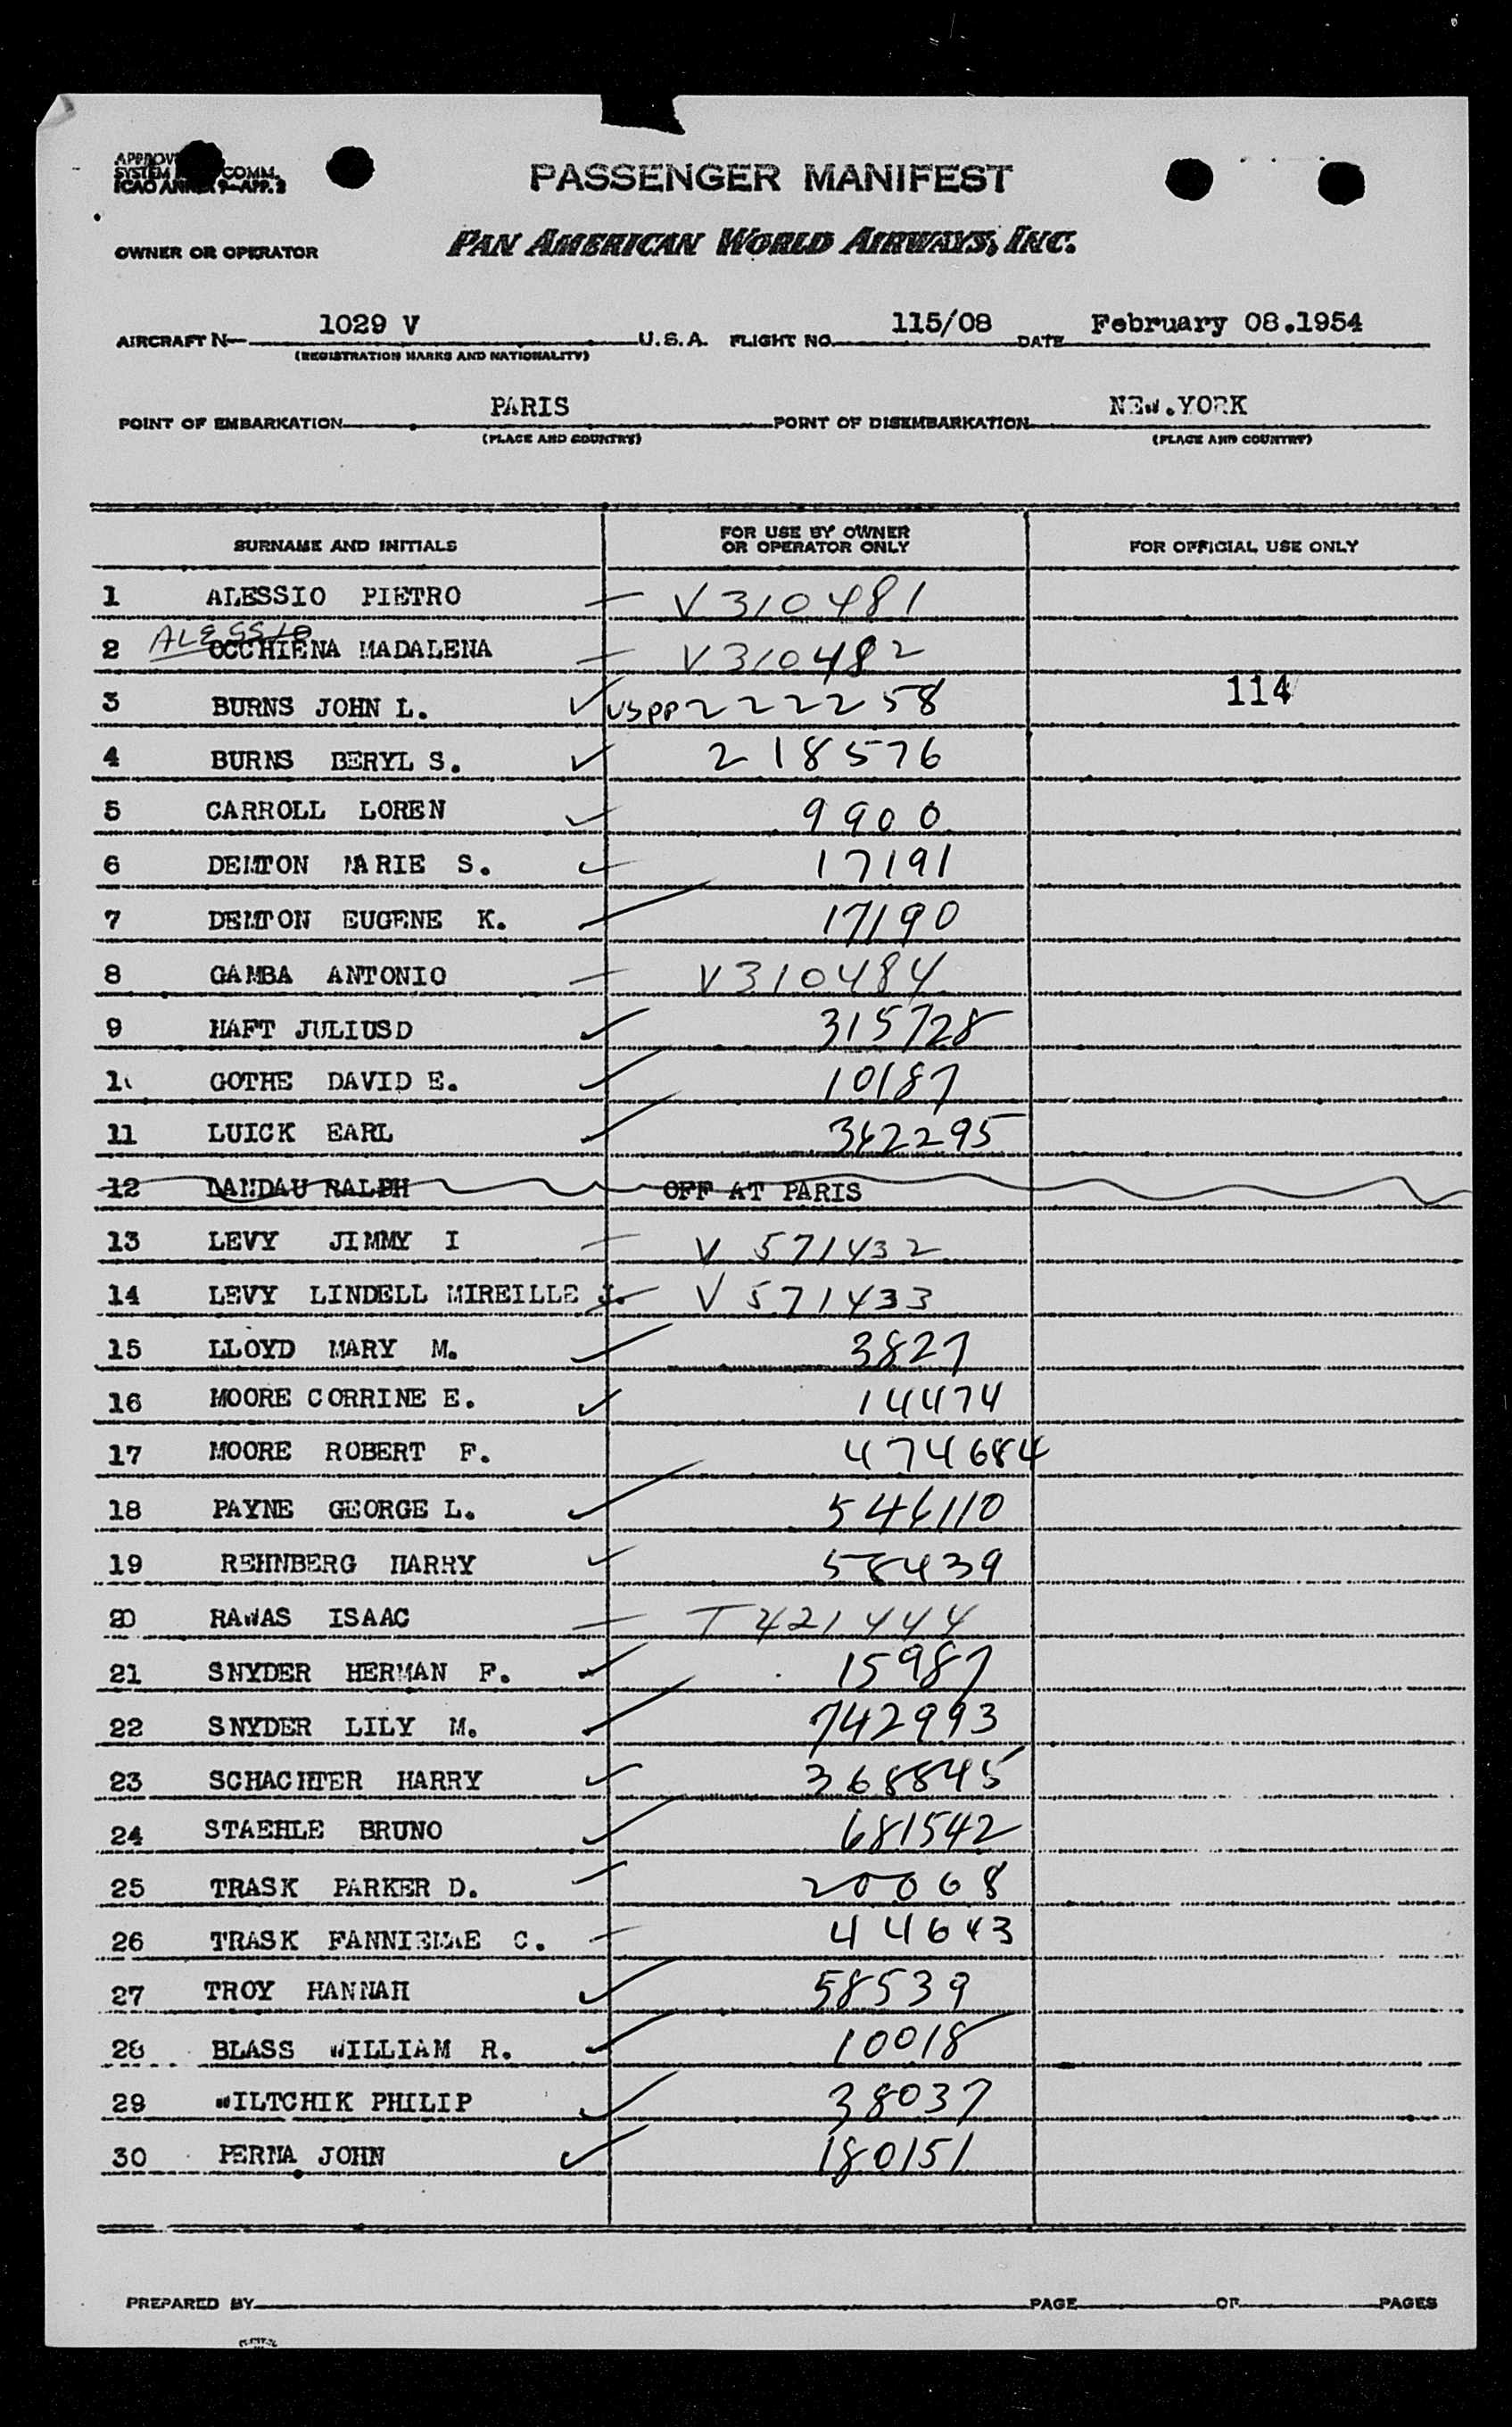 PASSENGER MANIFEST
COMM.
ICAO ANNEX 9-APP. 3
OWNER OR OPERATOR PAN AMERICAN WORLD AIRWAYS, INC.
AIRCRAFT N- 1029 V U.S.A. FLIGHT NO. 115/08 DATE February 08.1954
(REGISTRATION MARKS AND NATIONALITY)
POINT OF EMBARKATION PARIS POINT OF DISEMBARKATION NEW.YORK
(PLACE AND COUNTRY) (PLACE AND COUNTRY)
SURNAME AND INITIALS FOR USE BY OWNER OR OPERATOR ONLY FOR OFFICIAL USE ONLY
1 ALESSIO PIETRO V310481
ALESSIO
2 OCCHIENA MADALENA V310482
3 BURNS JOHN L. USPP222258 114
4 BURNS BERYL S. 218576
5 CARROLL LOREN 9900
6 DEMTON MARIE S. 17191
7 DEMTON EUGENE K. 17190
8 GAMBA ANTONIO V310484
9 HAFT JULIUSD 315728
10 GOTHE DAVID E. 10187
11 LUICK EARL 362295
12 LANDAU RALPH OFF AT PARIS
13 LEVY JIMMY I V 571432
14 LEVY LINDELL MIREILLE J. V 571433
15 LLOYD MARY M. 3827
16 MOORE CORRINE E. 14474
17 MOORE ROBERT F. 474684
18 PAYNE GEORGE L. 546110
19 REHNBERG HARRY 58439
20 RAWAS ISAAC T421444
21 SNYDER HERMAN F. 15987
22 SNYDER LILY M. 742993
23 SCHACHTER HARRY 368845
24 STAEHLE BRUNO 681542
25 TRASK PARKER D. 20068
26 TRASK FANNIEMAE C. 44643
27 TROY HANNAH 58539
28 BLASS WILLIAM R. 10018
29 WILTCHIK PHILIP 38037
30 PERNA JOHN 180151
PREPARED BY PAGE OF PAGES